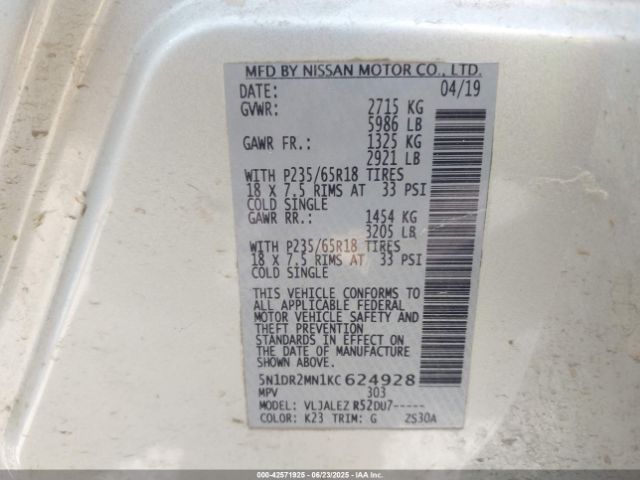 MFD BY NISSAN MOTOR CO., LTD.
DATE: 04/19
GVWR: 2715 KG
5986 LB
GAWR FR.: 1325 KG
2921 LB
WITH P235/65R18 TIRES
18 X 7.5 RIMS AT 33 PSI
COLD SINGLE
GAWR RR.: 1454 KG
3205 LB
WITH P235/65R18 TIRES
18 X 7.5 RIMS AT 33 PSI
COLD SINGLE
THIS VEHICLE CONFORMS TO
ALL APPLICABLE FEDERAL
MOTOR VEHICLE SAFETY AND
THEFT PREVENTION
STANDARDS IN EFFECT ON
THE DATE OF MANUFACTURE
SHOWN ABOVE.
5N1DR2MN1KC624928
MPV 303
MODEL: VLJALEZ R52DU7-----
COLOR: K23 TRIM: G ZS30A
000-42571925 - 06/23/2025 - IAAI.COM